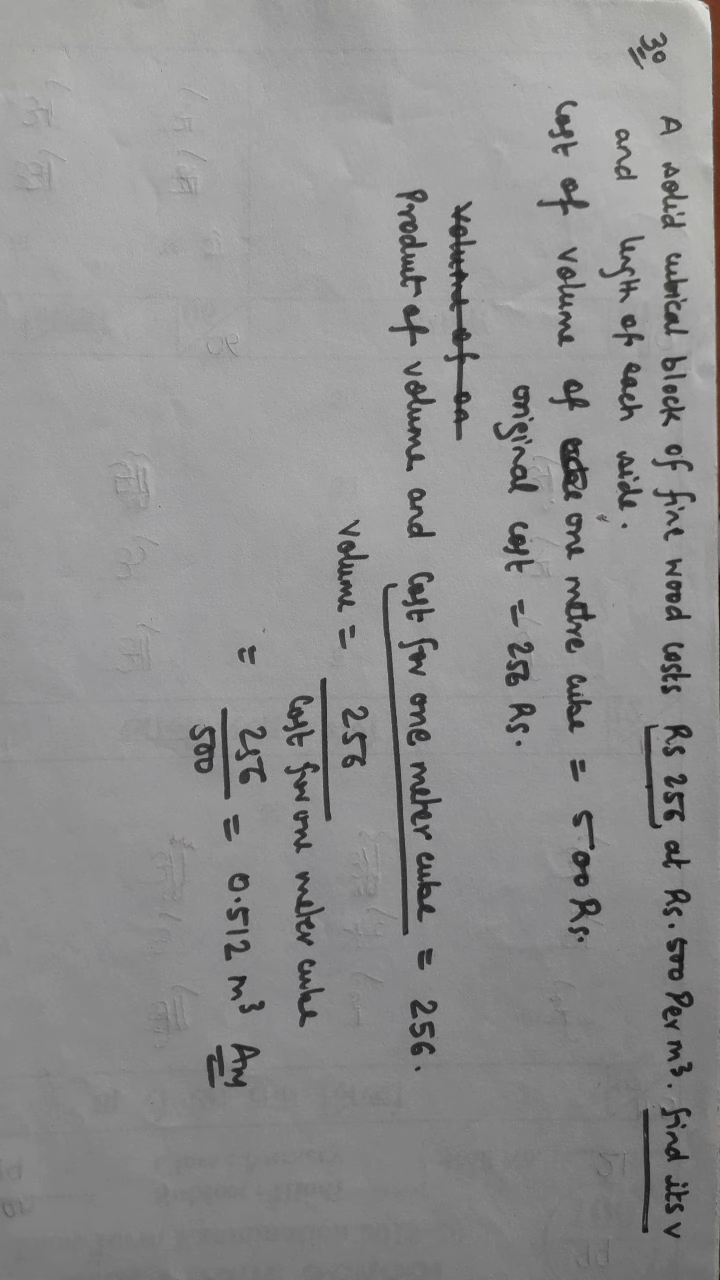 30 A solid cubical block of fine wood costs Rs 256 at Rs. 500 Per m³. find its v
and length of each side.
Cost of volume of one metre cube = 500 Rs.
original cost = 256 Rs.
Volume of
Product of volume and Cost for one meter cube = 256.
Volume = 256
Cost for one meter cube
= 256 / 500 = 0.512 m³ Ans